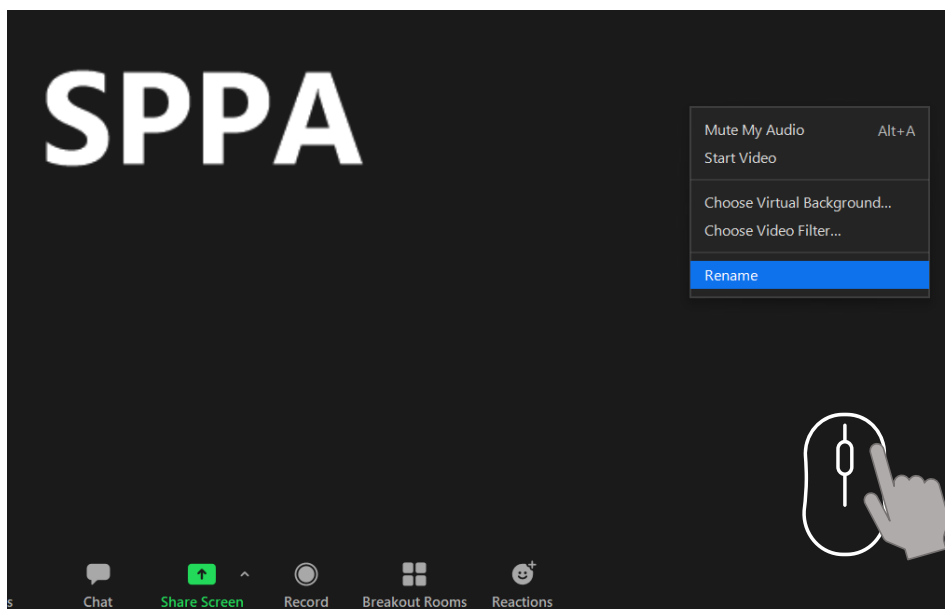 SPPA
Mute My Audio Alt+A
Start Video
Choose Virtual Background...
Choose Video Filter...
Rename
Chat Share Screen Record Breakout Rooms Reactions